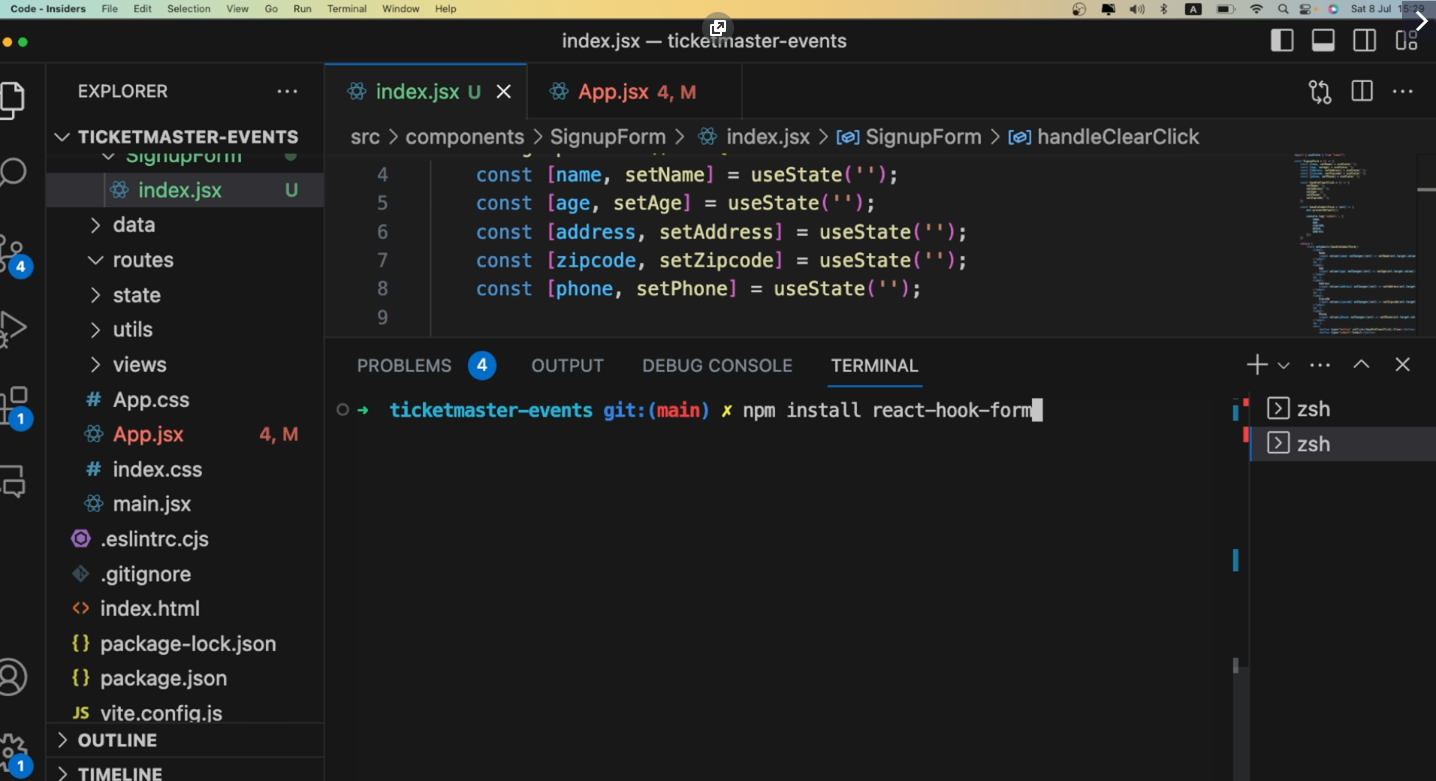 Code - Insiders File Edit Selection View Go Run Terminal Window Help A Sat 8 Jul 15:29
index.jsx — ticketmaster-events
EXPLORER
TICKETMASTER-EVENTS
SignupForm
index.jsx U
data
routes
state
utils
views
# App.css
App.jsx 4, M
# index.css
main.jsx
.eslintrc.cjs
.gitignore
<> index.html
{} package-lock.json
{} package.json
JS vite.config.js
OUTLINE
TIMELINE
4
1
1
index.jsx U App.jsx 4, M
src > components > SignupForm > index.jsx > SignupForm > handleClearClick
4 const [name, setName] = useState('');
5 const [age, setAge] = useState('');
6 const [address, setAddress] = useState('');
7 const [zipcode, setZipcode] = useState('');
8 const [phone, setPhone] = useState('');
9
PROBLEMS 4 OUTPUT DEBUG CONSOLE TERMINAL
→ ticketmaster-events git:(main) ✗ npm install react-hook-form
zsh
zsh